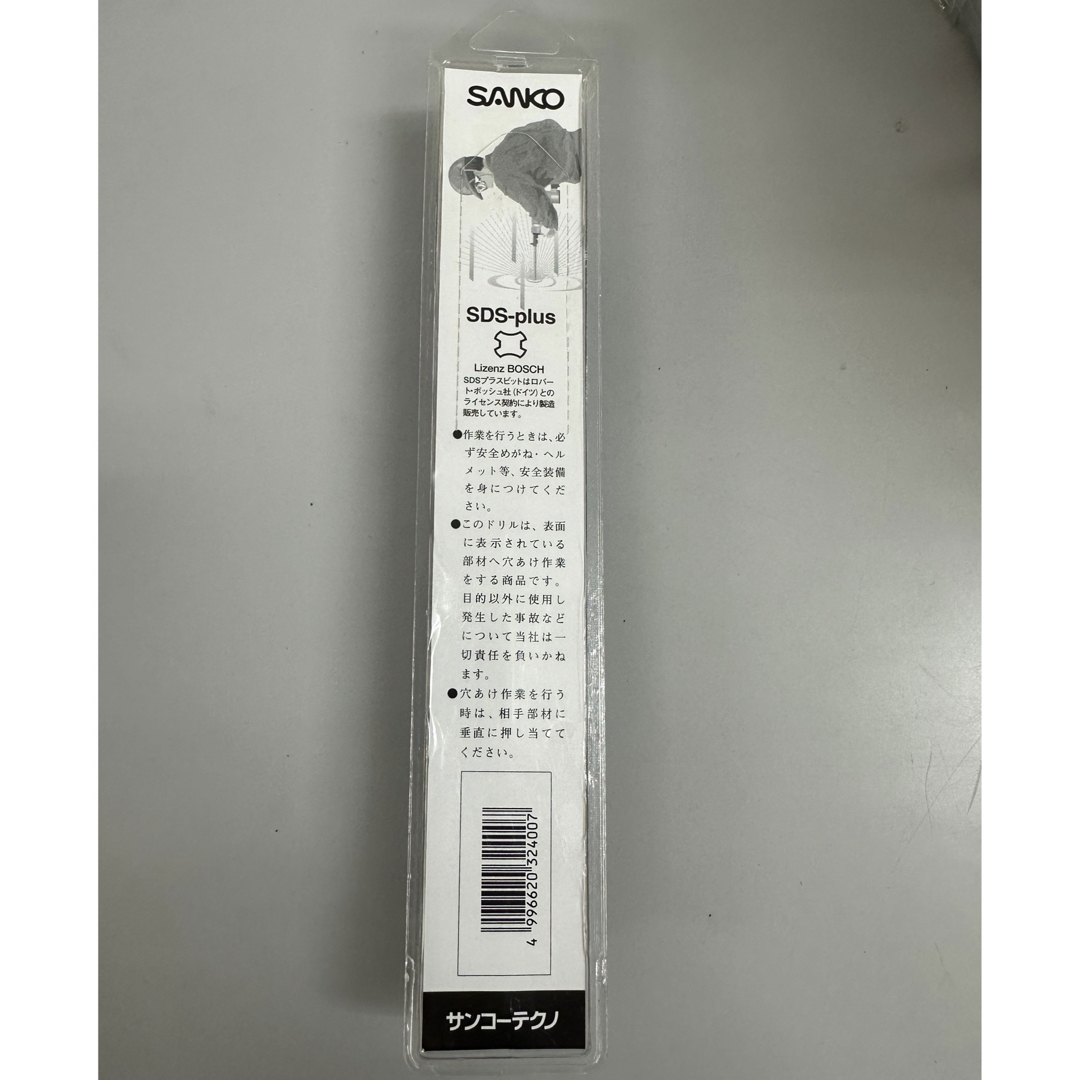 SANKO
SDS-plus
Lizenz BOSCH
SDSプラスビットはロバー
ト・ボッシュ社(ドイツ)との
ライセンス契約により製造
販売しています。
●作業を行うときは、必
ず安全めがね・ヘル
メット等、安全装備
を身につけてくだ
さい。
●このドリルは、表面
に表示されている
部材へ穴あけ作業
をする商品です。
目的以外に使用し
発生した事故など
について当社は一
切責任を負いかね
ます。
●穴あけ作業を行う
時は、相手部材に
垂直に押し当てて
ください。
4 996620 324007
サンコーテクノ